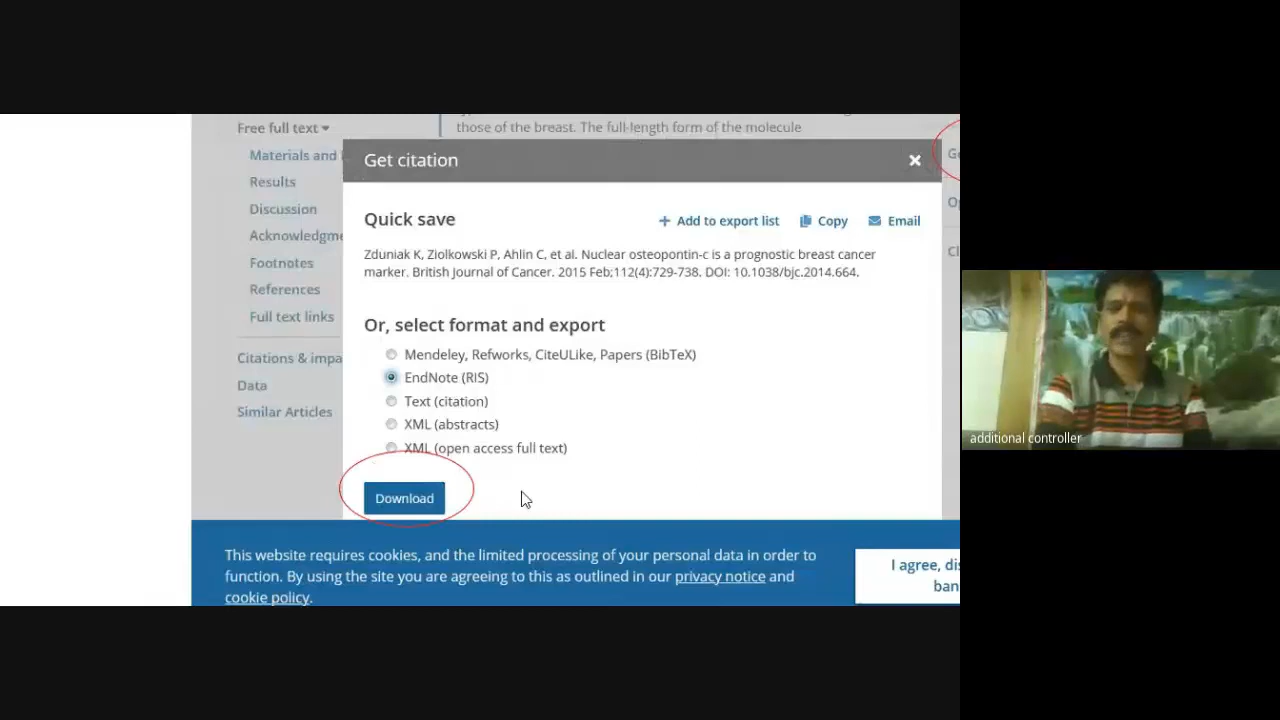 Free full text
those of the breast. The full-length form of the molecule
Materials and
Results
Discussion
Acknowledgme
Footnotes
References
Full text links
Citations & impa
Data
Similar Articles
Get citation
Quick save
Add to export list
Copy
Email
Zduniak K, Ziolkowski P, Ahlin C, et al. Nuclear osteopontin-c is a prognostic breast cancer
marker. British Journal of Cancer. 2015 Feb;112(4):729-738. DOI: 10.1038/bjc.2014.664.
Or, select format and export
Mendeley, Refworks, CiteULike, Papers (BibTeX)
EndNote (RIS)
Text (citation)
XML (abstracts)
XML (open access full text)
Download
This website requires cookies, and the limited processing of your personal data in order to
function. By using the site you are agreeing to this as outlined in our privacy notice and
cookie policy.
I agree, dis
ban
additional controller